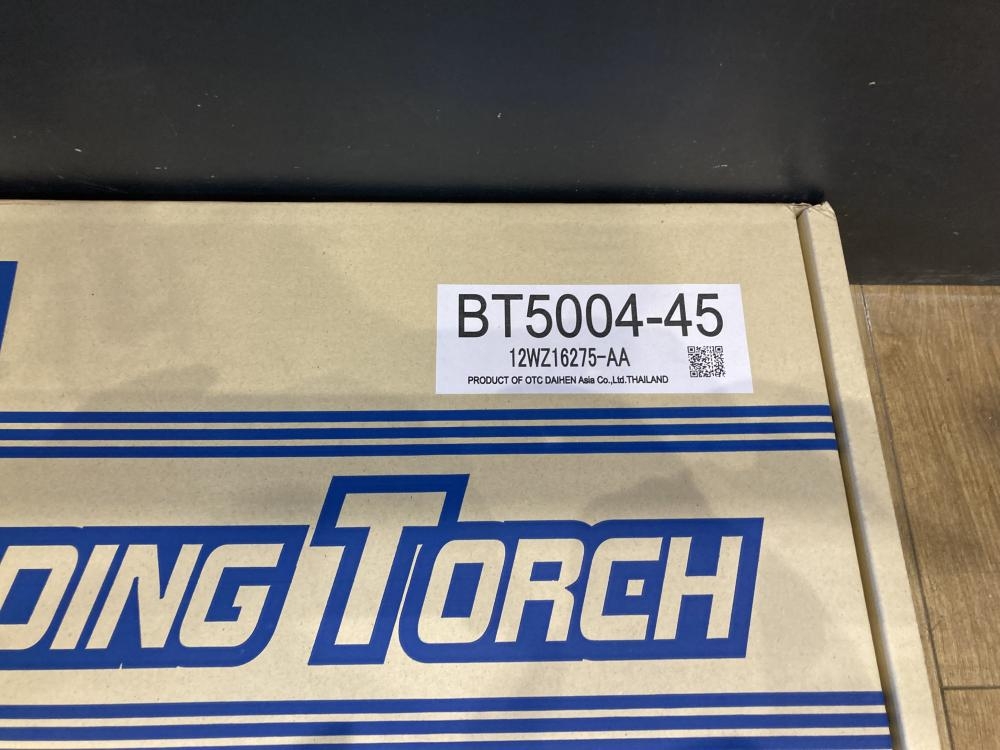 BT5004-45
12WZ16275-AA
PRODUCT OF OTC DAIHEN Asia Co.,Ltd.THAILAND
DING TORCH